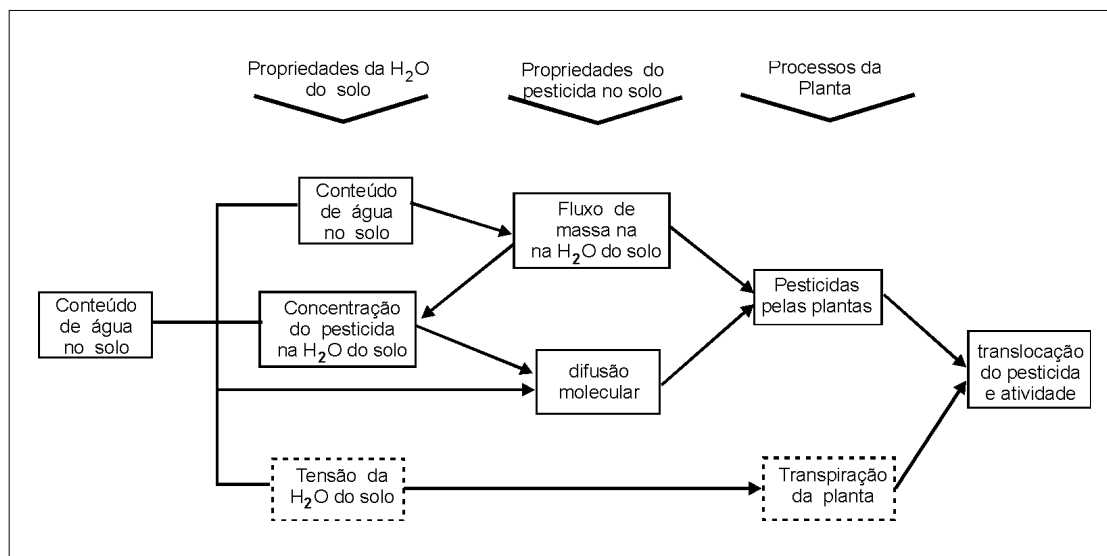 Propriedades da H2O
do solo
Propriedades do
pesticida no solo
Processos da
Planta
Conteúdo
de água
no solo
Conteúdo
de água
no solo
Fluxo de
massa na
na H2O do solo
Concentração
do pesticida
na H2O do solo
Pesticidas
pelas plantas
difusão
molecular
translocação
do pesticida
e atividade
Tensão da
H2O do solo
Transpiração
da planta